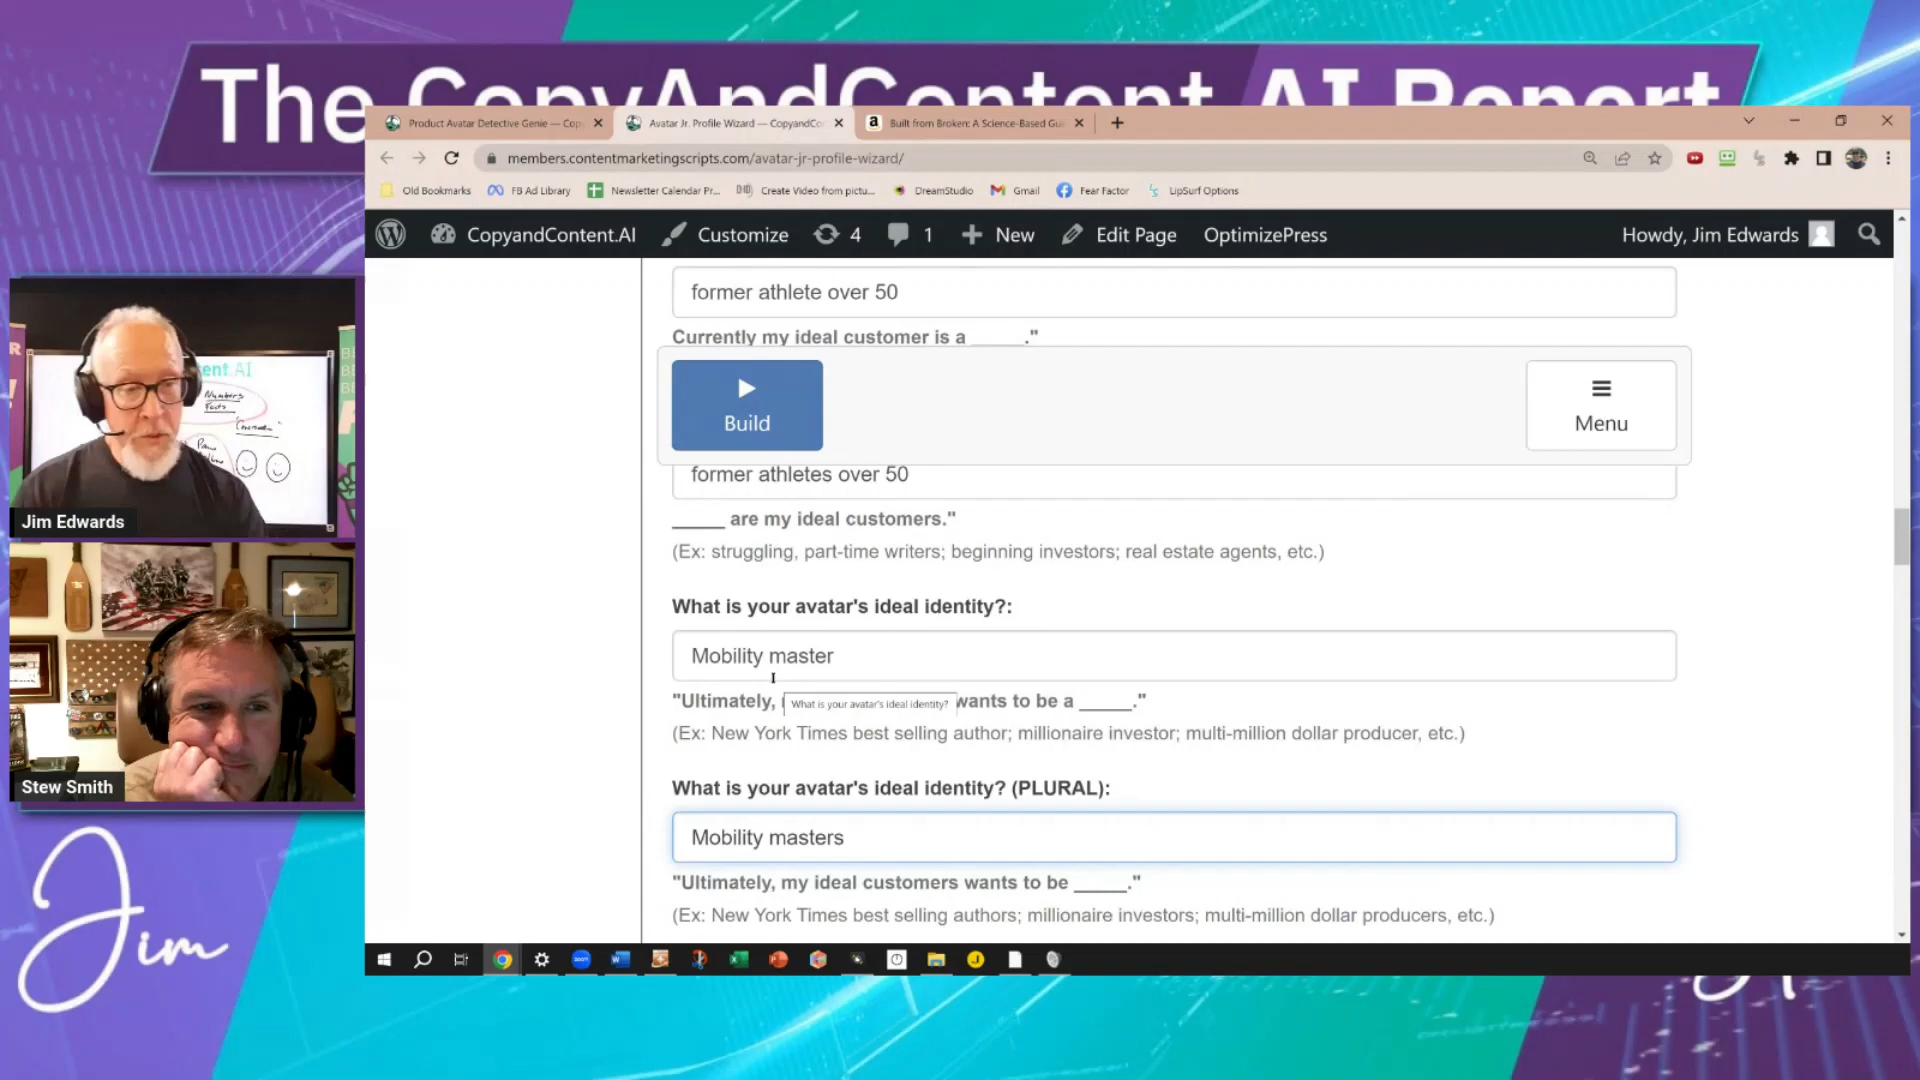 The CopyAndContent AI Report
Product Avatar Detective Genie — Cop
Avatar Jr. Profile Wizard — CopyandCo
Built from Broken: A Science-Based Gu
members.contentmarketingscripts.com/avatar-jr-profile-wizard/
Old Bookmarks
FB Ad Library
Newsletter Calendar Pr...
Create Video from pictu...
DreamStudio
Gmail
Fear Factor
LipSurf Options
CopyandContent.AI
Customize
4
1
New
Edit Page
OptimizePress
Howdy, Jim Edwards
former athlete over 50
Currently my ideal customer is a _____."
Build
Menu
former athletes over 50
_____ are my ideal customers."
(Ex: struggling, part-time writers; beginning investors; real estate agents, etc.)
What is your avatar's ideal identity?:
Mobility master
"Ultimately, wants to be a _____."
What is your avatar's ideal identity?
(Ex: New York Times best selling author; millionaire investor; multi-million dollar producer, etc.)
What is your avatar's ideal identity? (PLURAL):
Mobility masters
"Ultimately, my ideal customers wants to be _____."
(Ex: New York Times best selling authors; millionaire investors; multi-million dollar producers, etc.)
ent.AI
Numbers
Facts
Jim Edwards
Stew Smith
Jim